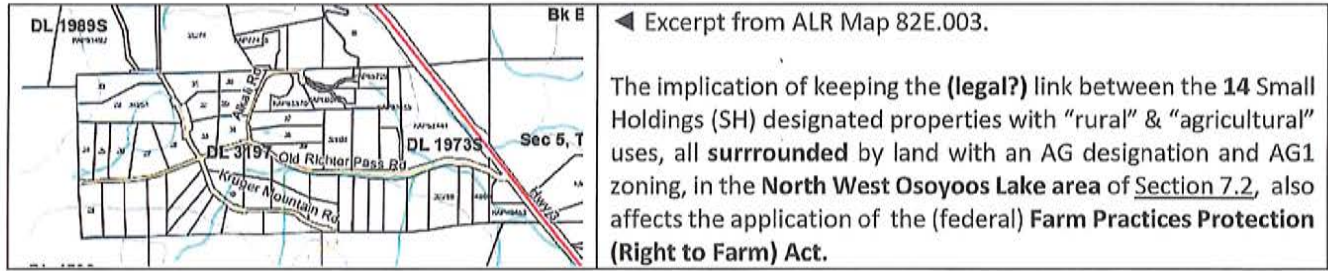 DL 1989S
Bk E
Alkali Rd
DL 1973S
Sec 5, T
DL 3197
Old Richter Pass Rd
Kruger Mountain Rd
Hwy 3
◄ Excerpt from ALR Map 82E.003.
The implication of keeping the (legal?) link between the 14 Small
Holdings (SH) designated properties with “rural” & “agricultural”
uses, all surrrounded by land with an AG designation and AG1
zoning, in the North West Osoyoos Lake area of Section 7.2, also
affects the application of the (federal) Farm Practices Protection
(Right to Farm) Act.